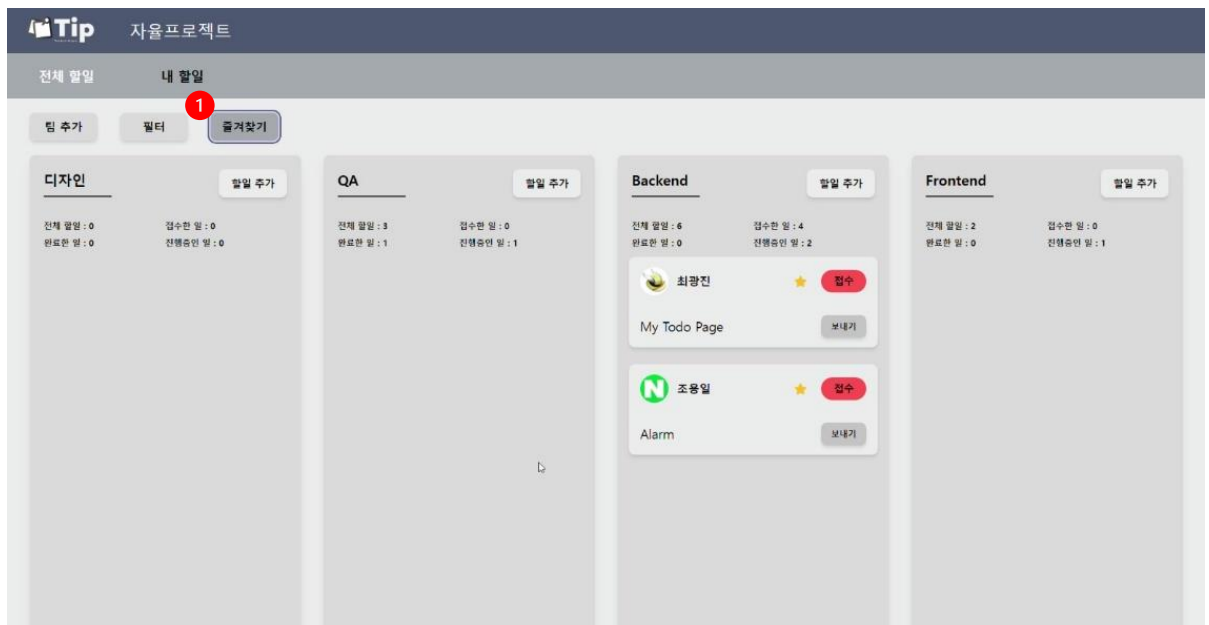 Tip 자율프로젝트
전체 할일 내 할일
1
팀 추가 필터 즐겨찾기
디자인 할일 추가
전체 할일 : 0 접수한 일 : 0
완료한 일 : 0 진행중인 일 : 0
QA 할일 추가
전체 할일 : 3 접수한 일 : 0
완료한 일 : 1 진행중인 일 : 1
Backend 할일 추가
전체 할일 : 6 접수한 일 : 4
완료한 일 : 0 진행중인 일 : 2
최광진 접수
My Todo Page 보내기
조용일 접수
Alarm 보내기
Frontend 할일 추가
전체 할일 : 2 접수한 일 : 0
완료한 일 : 0 진행중인 일 : 1